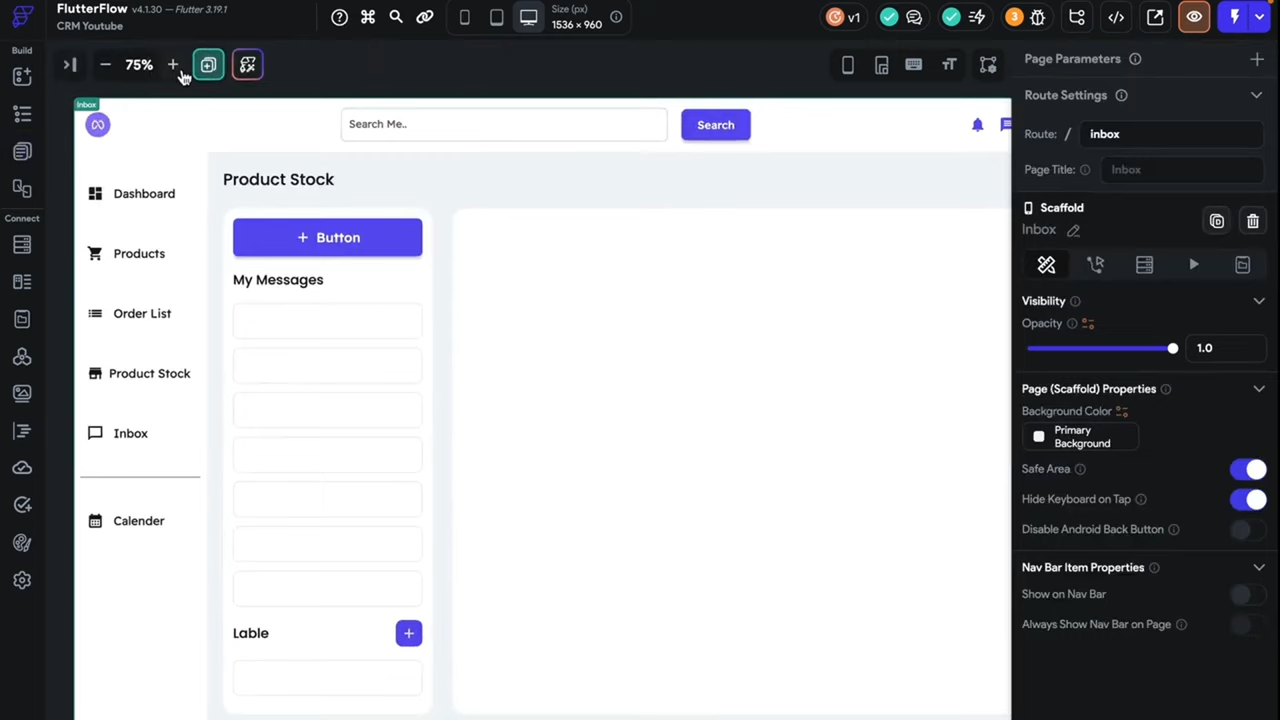 FlutterFlow v4.1.30 – Flutter 3.19.1
CRM Youtube
Size (px)
1536 × 960
v1
3
Build
Connect
75%
Inbox
Search Me..
Search
Dashboard
Products
Order List
Product Stock
Inbox
Calender
Product Stock
+ Button
My Messages
Lable
+
Page Parameters
Route Settings
Route: / inbox
Page Title: Inbox
Scaffold
Inbox
Visibility
Opacity
1.0
Page (Scaffold) Properties
Background Color
Primary
Background
Safe Area
Hide Keyboard on Tap
Disable Android Back Button
Nav Bar Item Properties
Show on Nav Bar
Always Show Nav Bar on Page